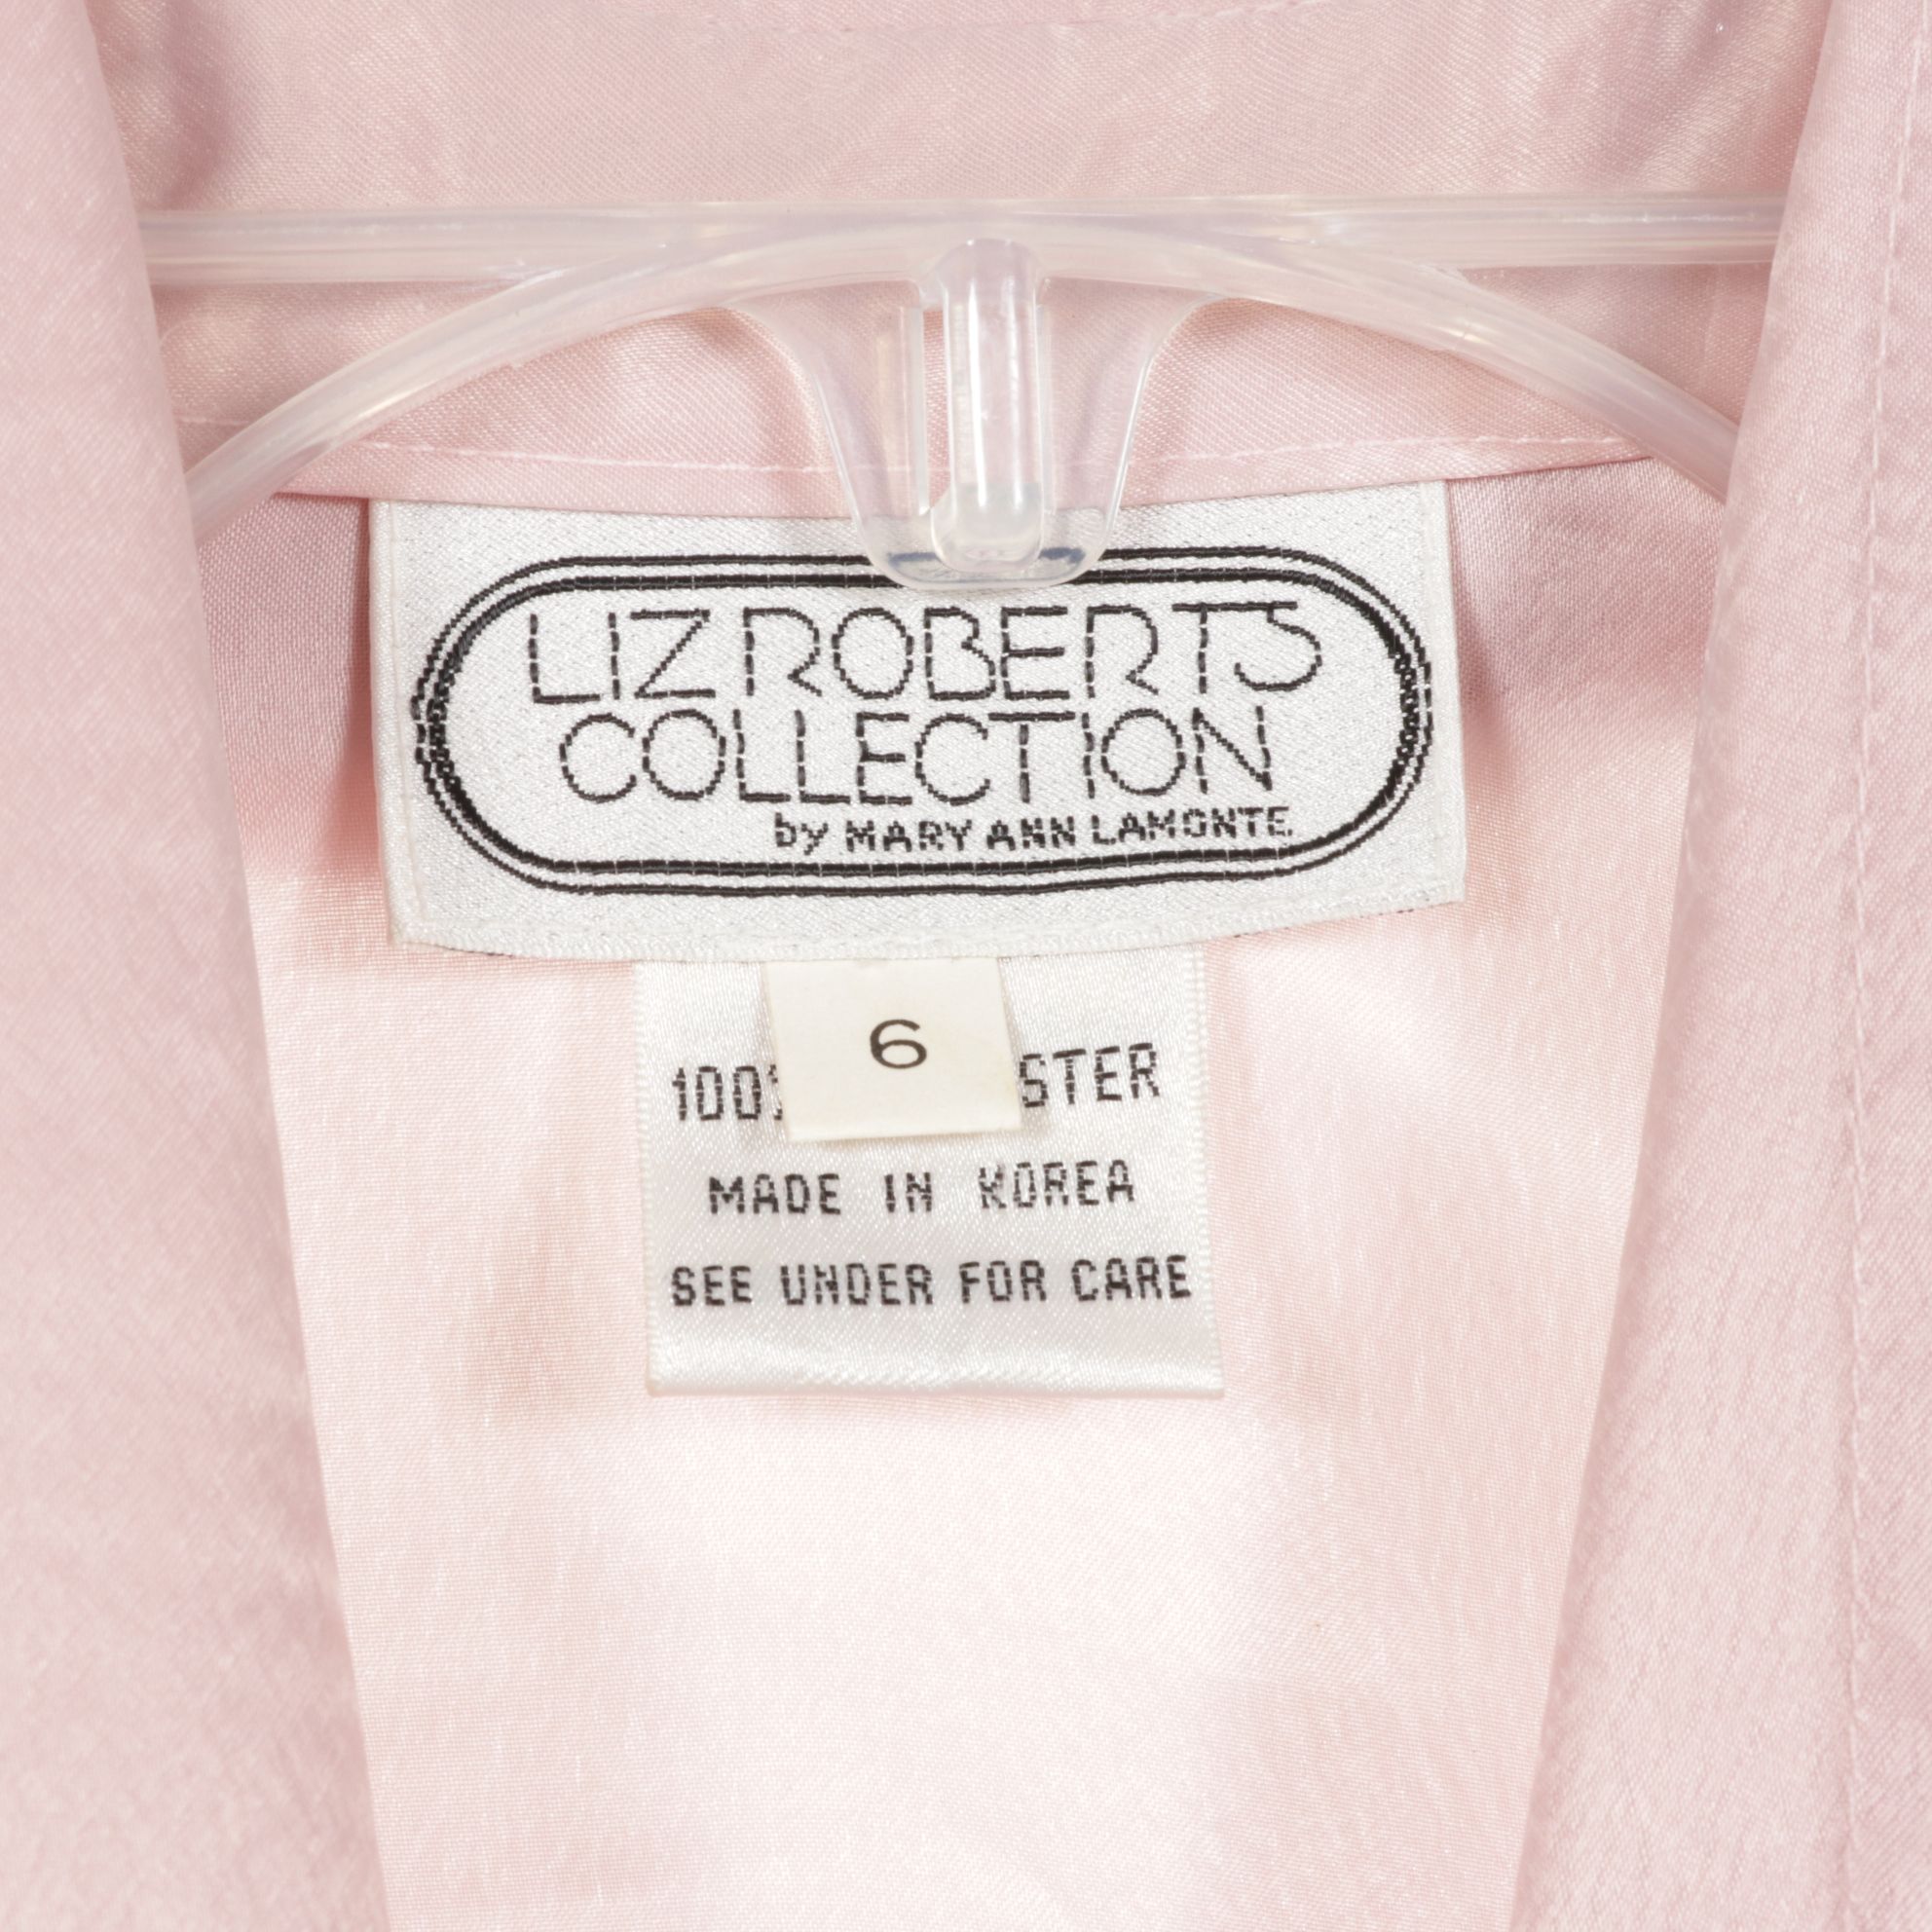 LIZ ROBERTS
COLLECTION
by MARY ANN LAMONTE
6
100% STER
MADE IN KOREA
SEE UNDER FOR CARE